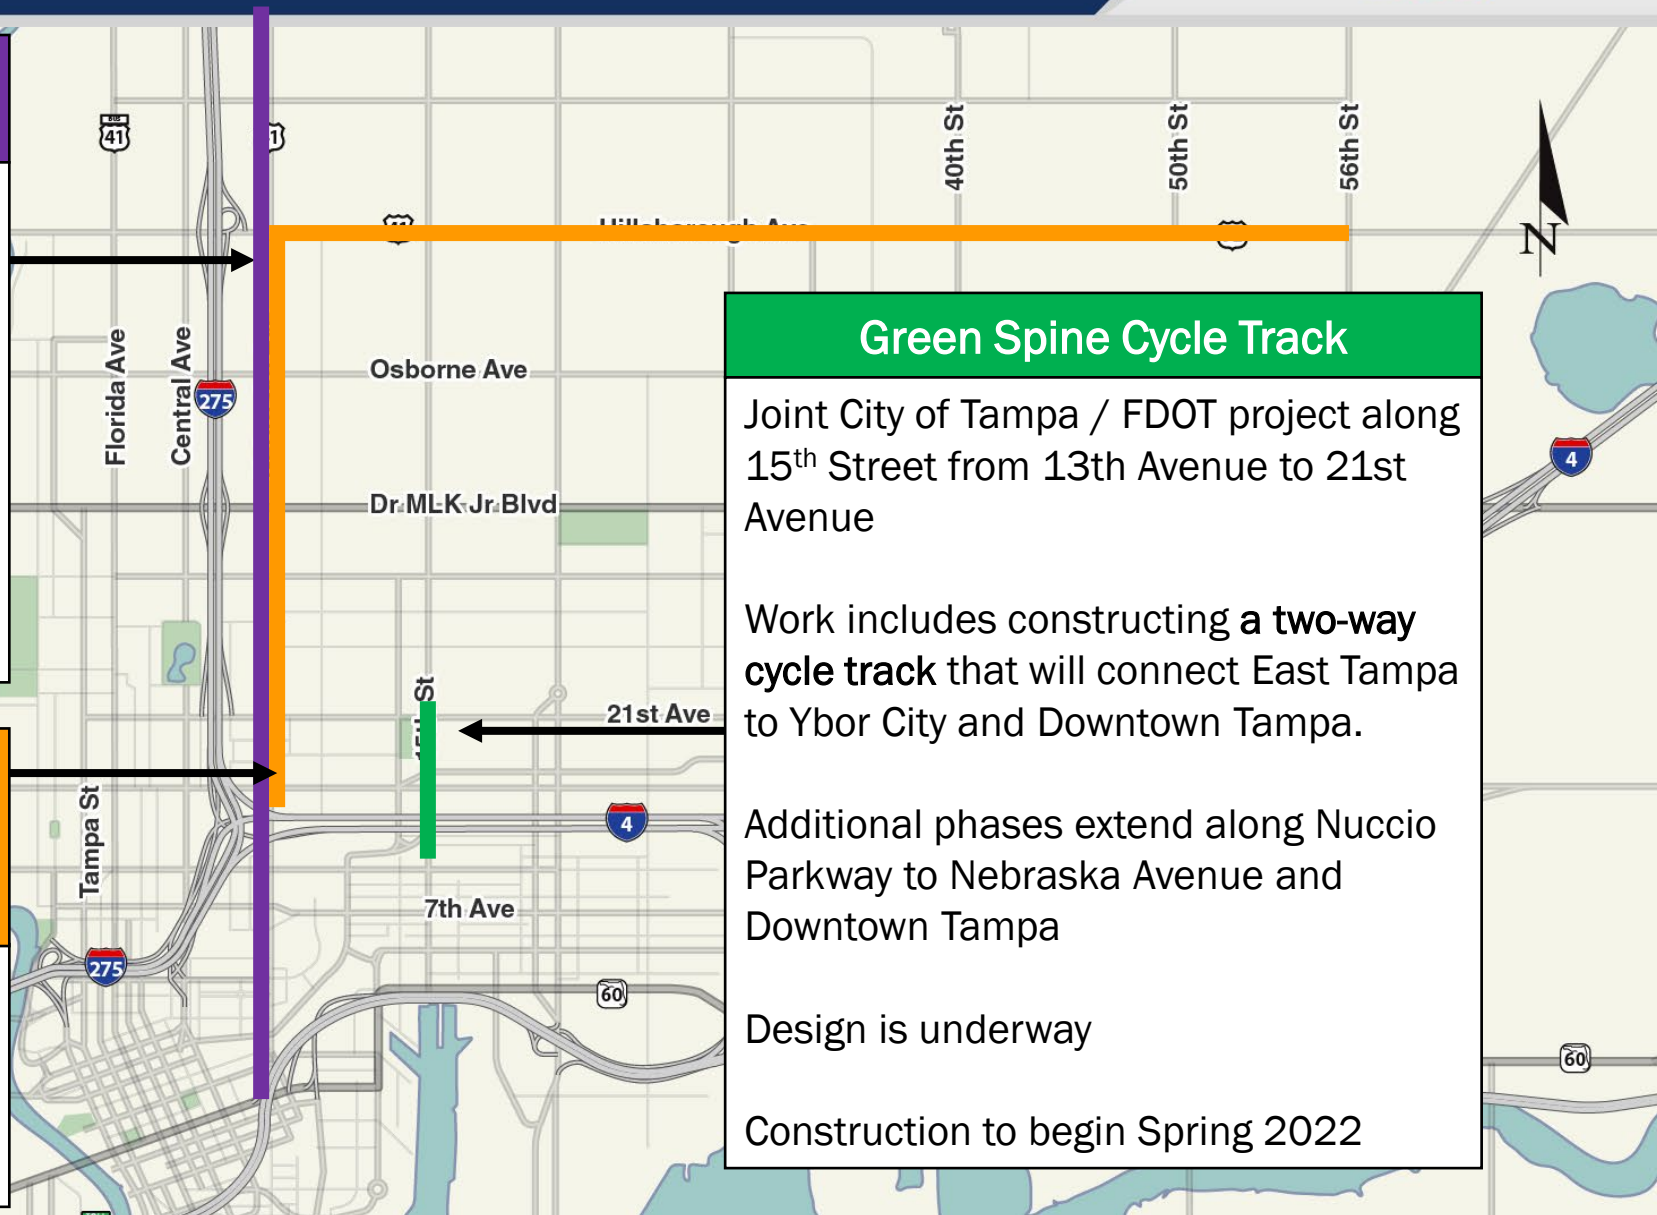 BUS
41
40th St
50th St
56th St
N
Florida Ave
Central Ave
275
Osborne Ave
Green Spine Cycle Track
Joint City of Tampa / FDOT project along
15th Street from 13th Avenue to 21st
Avenue
4
Dr MLK Jr Blvd
Work includes constructing a two-way
cycle track that will connect East Tampa
to Ybor City and Downtown Tampa.
21st Ave
Tampa St
4
Additional phases extend along Nuccio
Parkway to Nebraska Avenue and
Downtown Tampa
7th Ave
275
60
Design is underway
60
Construction to begin Spring 2022